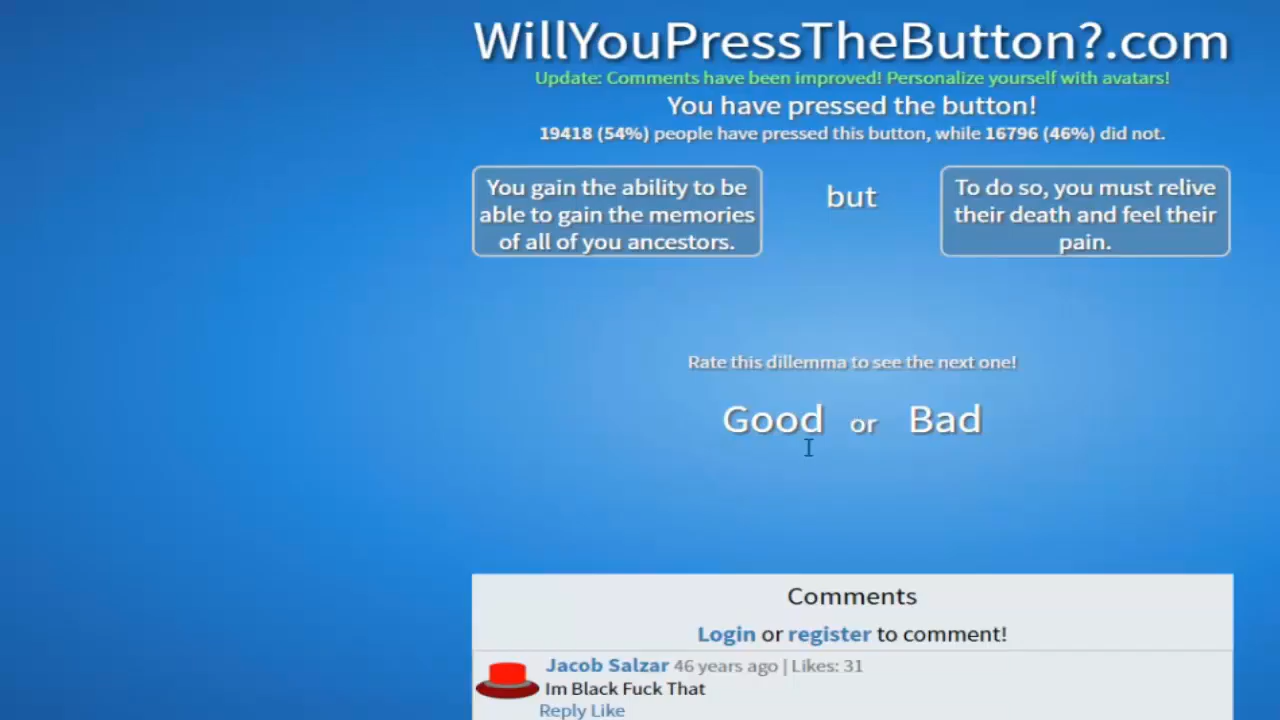 WillYouPressTheButton?.com
Update: Comments have been improved! Personalize yourself with avatars!
You have pressed the button!
19418 (54%) people have pressed this button, while 16796 (46%) did not.
You gain the ability to be
able to gain the memories
of all of you ancestors.
but
To do so, you must relive
their death and feel their
pain.
Rate this dillemma to see the next one!
Good or Bad
Comments
Login or register to comment!
Jacob Salzar 46 years ago | Likes: 31
Im Black Fuck That
Reply Like